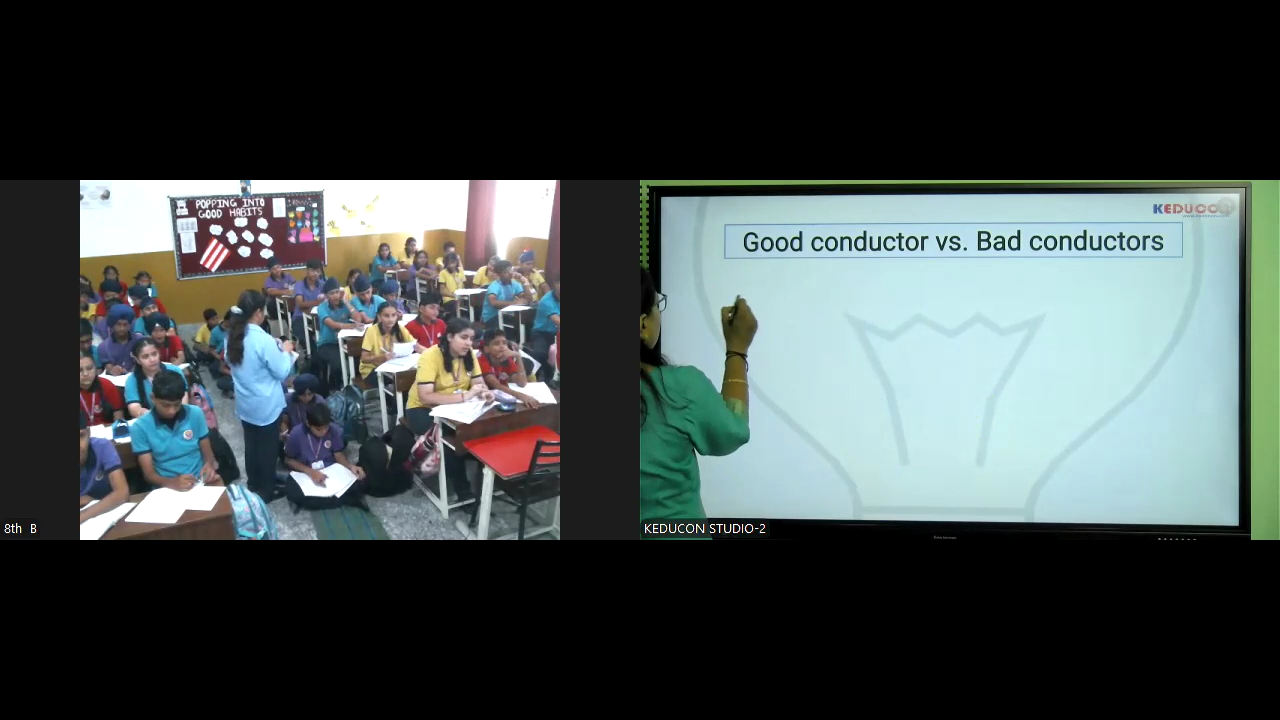 POPPING INTO
GOOD HABITS
KEDUCON
Good conductor vs. Bad conductors
8th B
KEDUCON STUDIO-2